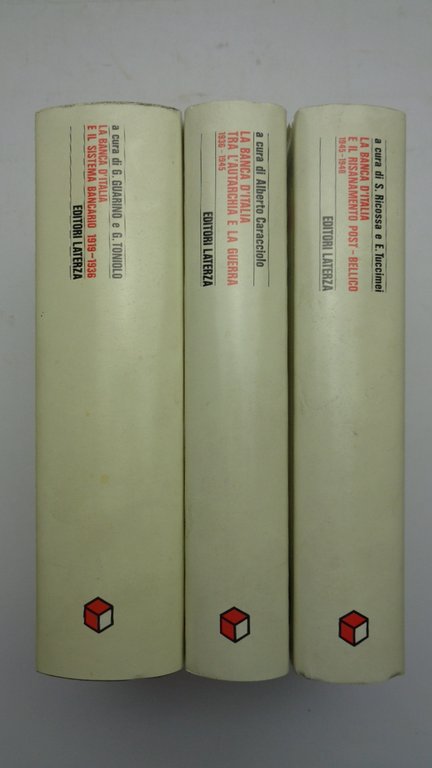 a cura di G. GUARINO e G. TONIOLO
LA BANCA D'ITALIA
E IL SISTEMA BANCARIO 1919-1936
EDITORI LATERZA
a cura di Alberto Caracciolo
LA BANCA D'ITALIA
TRA L'AUTARCHIA E LA GUERRA
1936-1945
EDITORI LATERZA
a cura di S. Ricossa e E. Tuccimei
LA BANCA D'ITALIA
E IL RISANAMENTO POST-BELLICO
1945-1948
EDITORI LATERZA